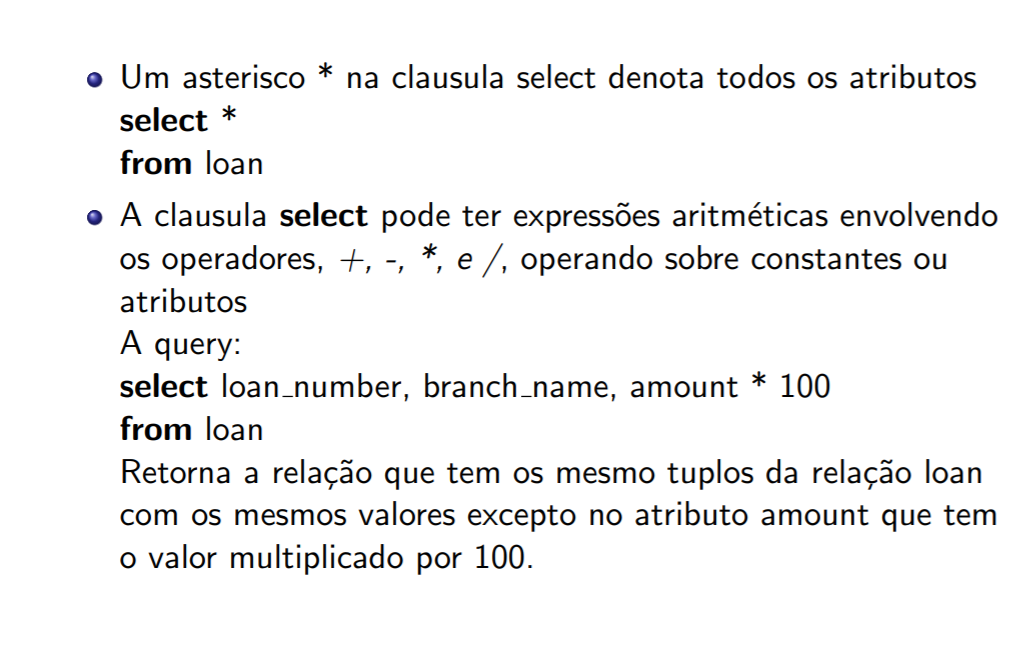 Um asterisco * na clausula select denota todos os atributos
select *
from loan
A clausula select pode ter expressões aritméticas envolvendo
os operadores, +, -, *, e /, operando sobre constantes ou
atributos
A query:
select loan_number, branch_name, amount * 100
from loan
Retorna a relação que tem os mesmo tuplos da relação loan
com os mesmos valores excepto no atributo amount que tem
o valor multiplicado por 100.